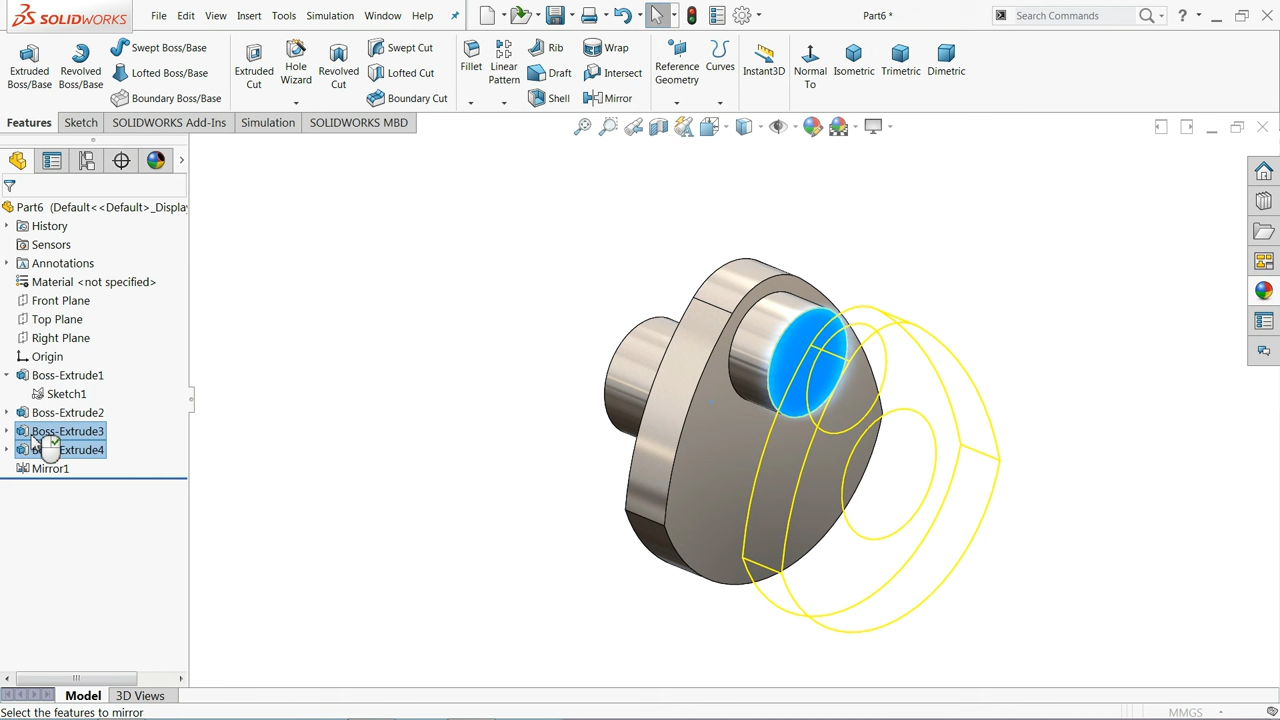 SOLIDWORKS File Edit View Insert Tools Simulation Window Help Part6 * Search Commands ?
Extruded Boss/Base Revolved Boss/Base Swept Boss/Base Lofted Boss/Base Boundary Boss/Base Extruded Cut Hole Wizard Revolved Cut Swept Cut Lofted Cut Boundary Cut Fillet Linear Pattern Rib Draft Shell Wrap Intersect Mirror Reference Geometry Curves Instant3D Normal To Isometric Trimetric Dimetric
Features Sketch SOLIDWORKS Add-Ins Simulation SOLIDWORKS MBD
Part6 (Default<<Default>_Display
History
Sensors
Annotations
Material <not specified>
Front Plane
Top Plane
Right Plane
Origin
Boss-Extrude1
Sketch1
Boss-Extrude2
Boss-Extrude3
Extrude4
Mirror1
Model 3D Views
Select the features to mirror MMGS